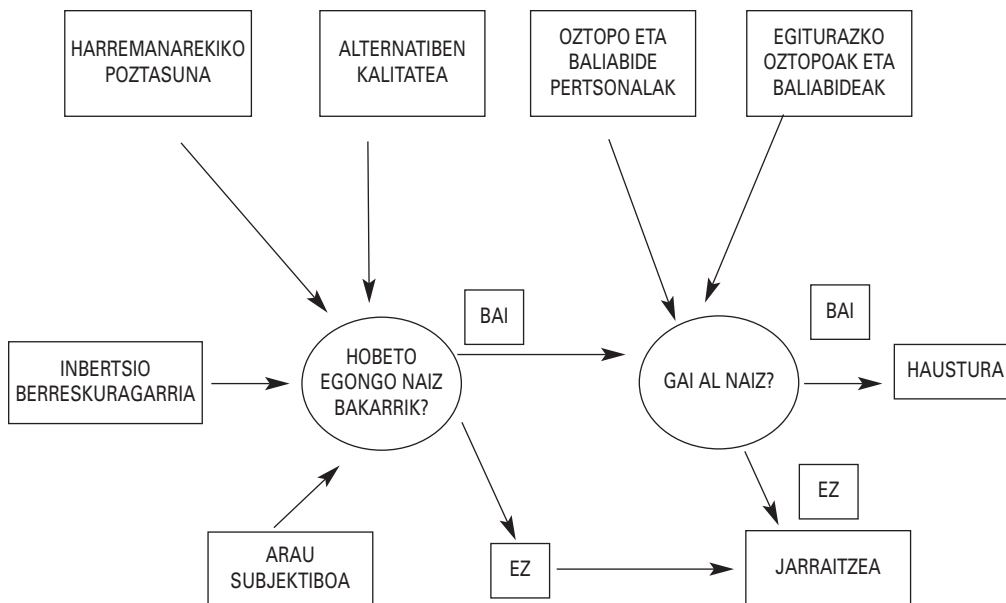 HARREMANAREKIKO
POZTASUNA
ALTERNATIBEN
KALITATEA
OZTOPO ETA
BALIABIDE
PERTSONALAK
EGITURAZKO
OZTOPOAK ETA
BALIABIDEAK
INBERTSIO
BERRESKURAGARRIA
HOBETO
EGONGO NAIZ
BAKARRIK?
BAI
GAI AL NAIZ?
BAI
HAUSTURA
ARAU
SUBJEKTIBOA
EZ
EZ
JARRAITZEA